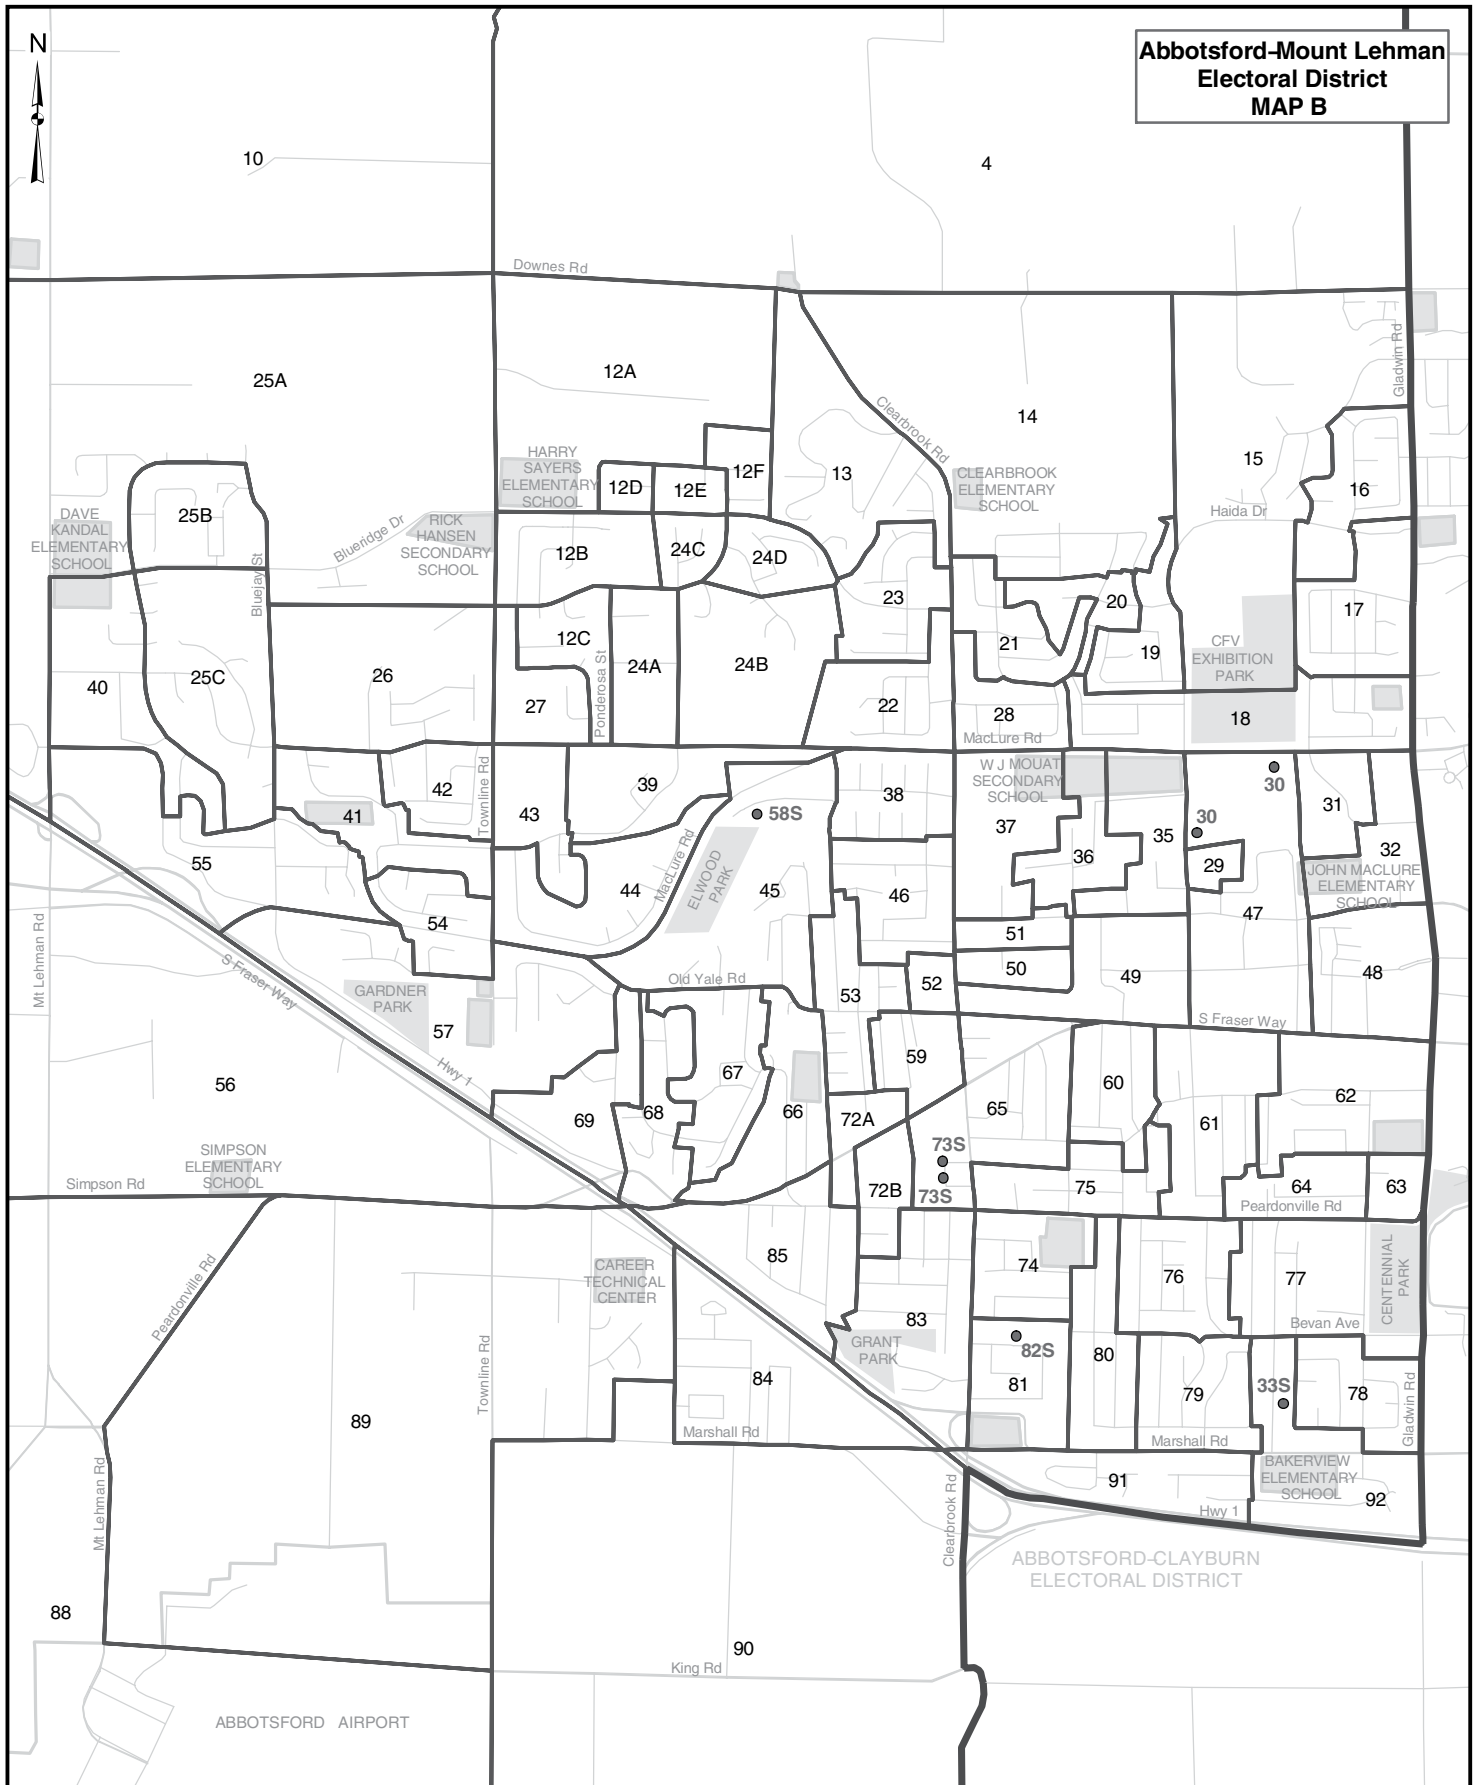 N
Abbotsford-Mount Lehman
Electoral District
MAP B
10
4
Downes Rd
25A
12A
Gladwin Rd
Clearbrook Rd
14
HARRY
SAYERS
ELEMENTARY
SCHOOL
12D
12E
12F
13
CLEARBROOK
ELEMENTARY
SCHOOL
15
16
Haida Dr
DAVE
KANDAL
ELEMENTARY
SCHOOL
25B
Bluejay St
Blueridge Dr
RICK
HANSEN
SECONDARY
SCHOOL
12B
24C
24D
23
20
17
21
19
CFV
EXHIBITION
PARK
40
25C
26
12C
Ponderosa St
24A
24B
27
22
28
18
MacLure Rd
W J MOUAT
SECONDARY
SCHOOL
42
Townline Rd
43
39
58S
38
30
30
31
41
37
36
35
29
32
JOHN MACLURE
ELEMENTARY
SCHOOL
55
44
MacLure Rd
ELWOOD
PARK
45
46
47
54
51
50
52
49
48
Mt Lehman Rd
S Fraser Way
GARDNER
PARK
57
Old Yale Rd
53
S Fraser Way
Hwy 1
56
59
67
66
60
62
69
68
72A
65
61
SIMPSON
ELEMENTARY
SCHOOL
Simpson Rd
73S
73S
72B
75
64
63
Peardonville Rd
Peardonville Rd
CAREER
TECHNICAL
CENTER
85
74
76
77
CENTENNIAL
PARK
83
Bevan Ave
GRANT
PARK
82S
80
84
81
79
33S
78
Townline Rd
89
Marshall Rd
Marshall Rd
Gladwin Rd
Mt Lehman Rd
Clearbrook Rd
91
BAKERVIEW
ELEMENTARY
SCHOOL
92
Hwy 1
ABBOTSFORD-CLAYBURN
ELECTORAL DISTRICT
88
90
King Rd
ABBOTSFORD AIRPORT